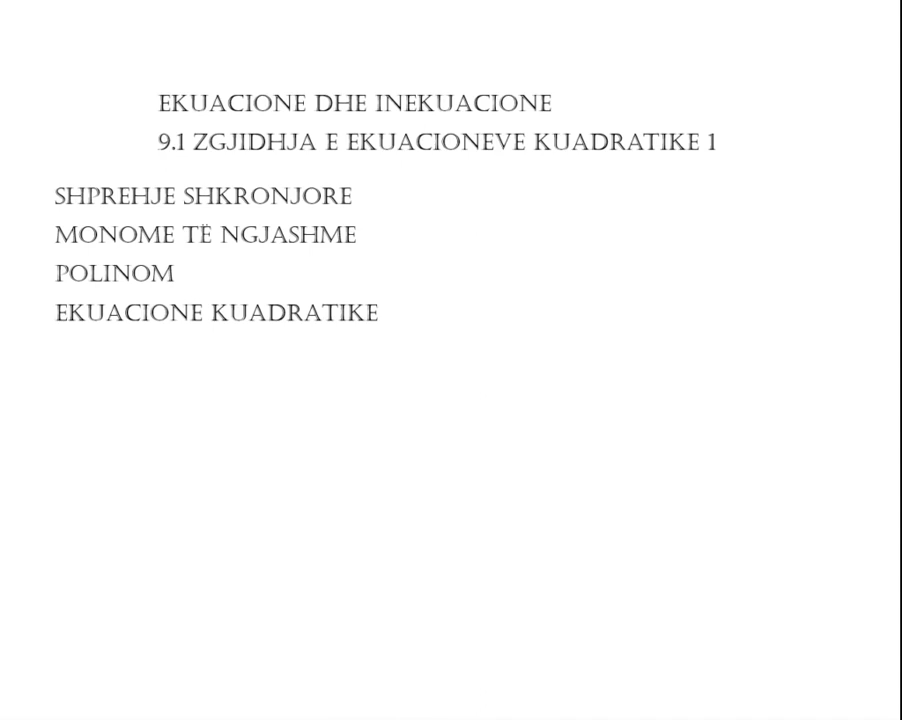 EKUACIONE DHE INEKUACIONE
9.1 ZGJIDHJA E EKUACIONEVE KUADRATIKE 1
SHPREHJE SHKRONJORE
MONOME TË NGJASHME
POLINOM
EKUACIONE KUADRATIKE